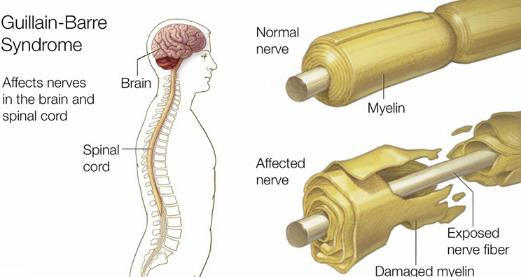 Guillain-Barre
Syndrome
Affects nerves
in the brain and
spinal cord
Brain
Spinal
cord
Normal
nerve
Myelin
Affected
nerve
Exposed
nerve fiber
Damaged myelin